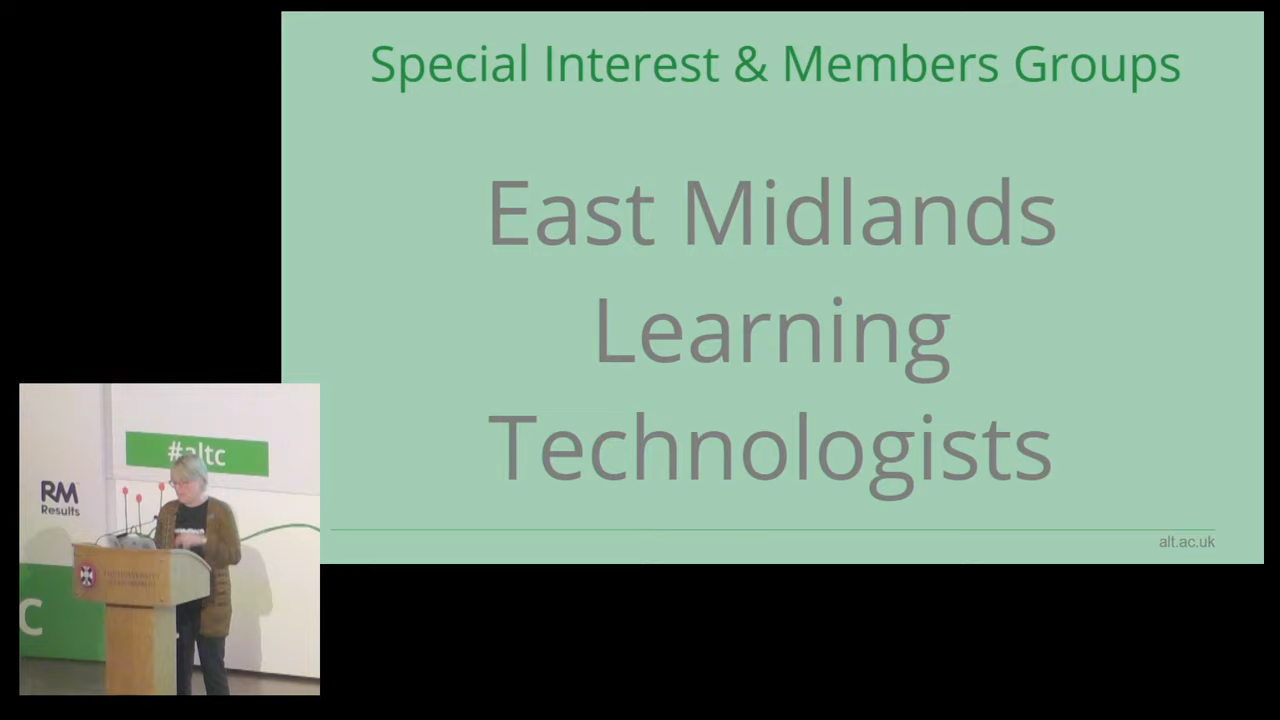 Special Interest & Members Groups
East Midlands
Learning
Technologists
alt.ac.uk
#altc
RM
Results
C